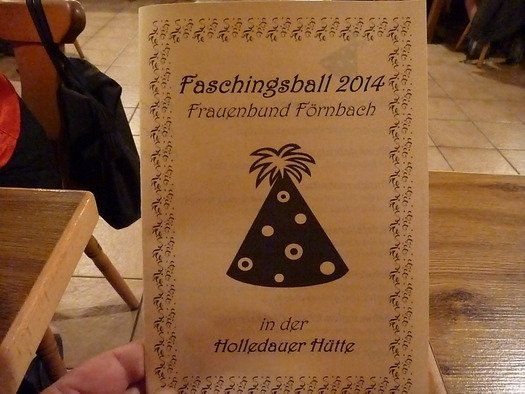 Faschingsball 2014
Frauenbund Förnbach
in der
Holledauer Hütte